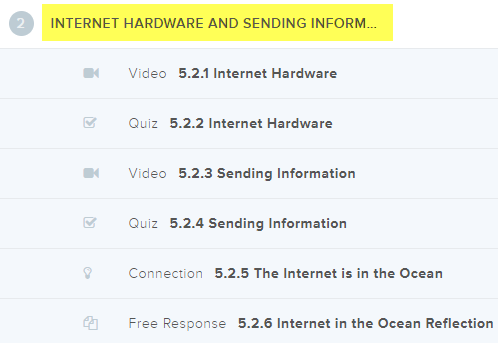 2 INTERNET HARDWARE AND SENDING INFORM...
Video 5.2.1 Internet Hardware
Quiz 5.2.2 Internet Hardware
Video 5.2.3 Sending Information
Quiz 5.2.4 Sending Information
Connection 5.2.5 The Internet is in the Ocean
Free Response 5.2.6 Internet in the Ocean Reflection